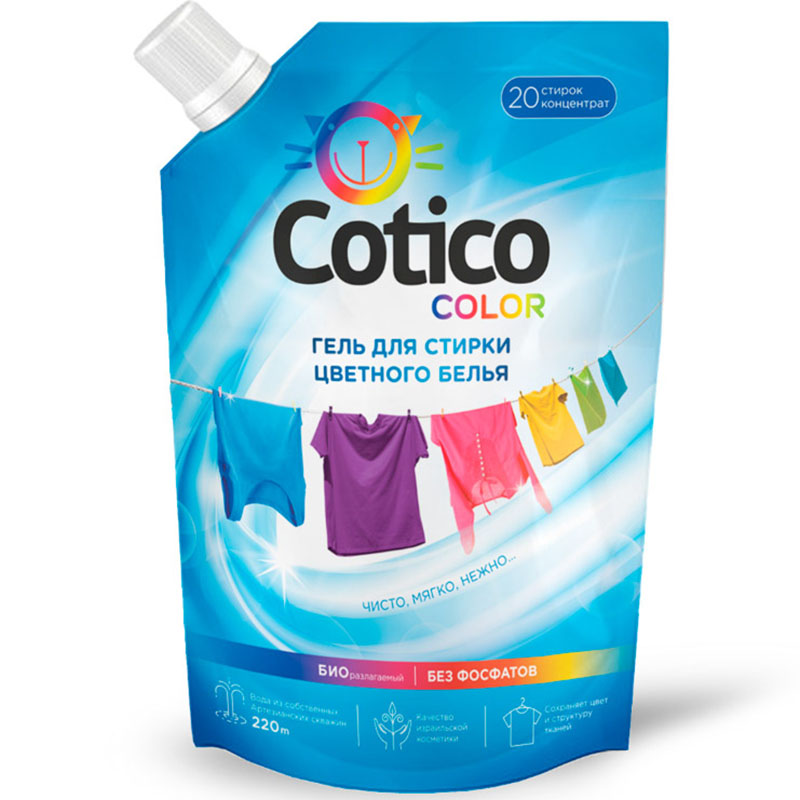 20 стирок
концентрат
Cotico
COLOR
ГЕЛЬ ДЛЯ СТИРКИ
ЦВЕТНОГО БЕЛЬЯ
ЧИСТО, МЯГКО, НЕЖНО...
БИОразлагаемый | БЕЗ ФОСФАТОВ
Вода из собственных
Артезианских скважин
220m
Качество
израильской
косметики
Сохраняет цвет
и структуру
тканей